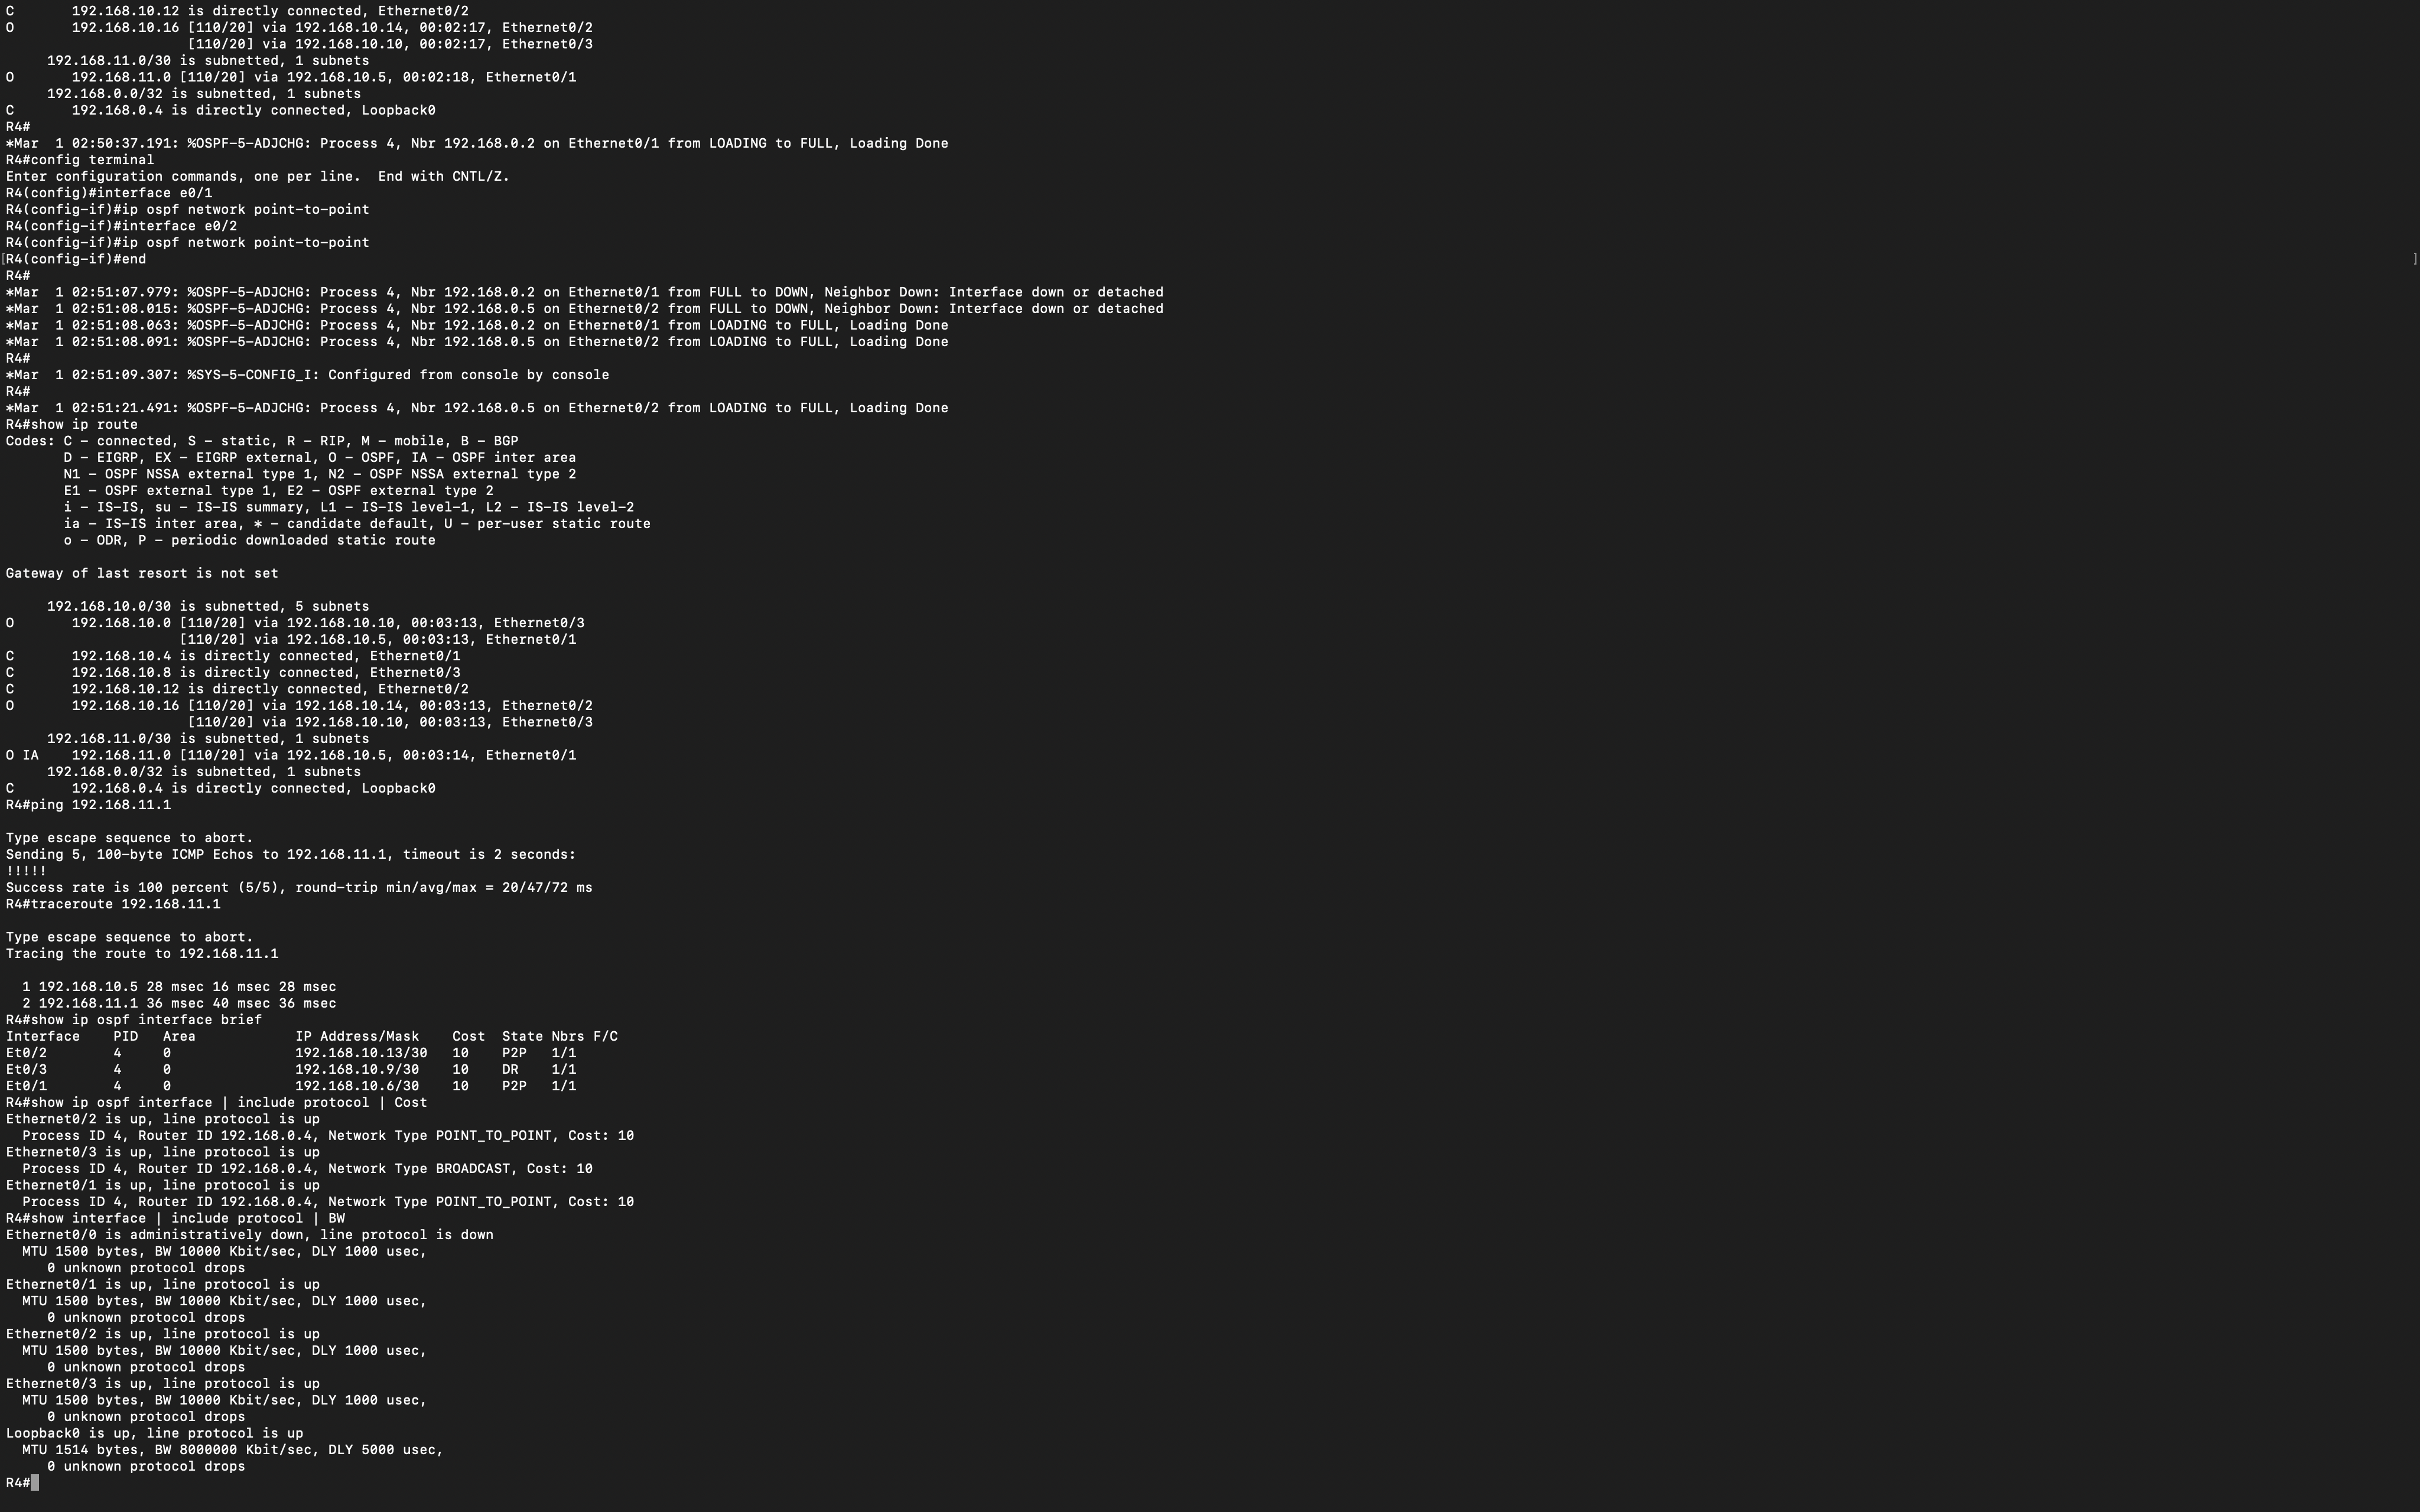 C       192.168.10.12 is directly connected, Ethernet0/2
O       192.168.10.16 [110/20] via 192.168.10.14, 00:02:17, Ethernet0/2
                      [110/20] via 192.168.10.10, 00:02:17, Ethernet0/3
     192.168.11.0/30 is subnetted, 1 subnets
O       192.168.11.0 [110/20] via 192.168.10.5, 00:02:18, Ethernet0/1
     192.168.0.0/32 is subnetted, 1 subnets
C       192.168.0.4 is directly connected, Loopback0
R4#
*Mar  1 02:50:37.191: %OSPF-5-ADJCHG: Process 4, Nbr 192.168.0.2 on Ethernet0/1 from LOADING to FULL, Loading Done
R4#config terminal
Enter configuration commands, one per line.  End with CNTL/Z.
R4(config)#interface e0/1
R4(config-if)#ip ospf network point-to-point
R4(config-if)#interface e0/2
R4(config-if)#ip ospf network point-to-point
[R4(config-if)#end ]
R4#
*Mar  1 02:51:07.979: %OSPF-5-ADJCHG: Process 4, Nbr 192.168.0.2 on Ethernet0/1 from FULL to DOWN, Neighbor Down: Interface down or detached
*Mar  1 02:51:08.015: %OSPF-5-ADJCHG: Process 4, Nbr 192.168.0.5 on Ethernet0/2 from FULL to DOWN, Neighbor Down: Interface down or detached
*Mar  1 02:51:08.063: %OSPF-5-ADJCHG: Process 4, Nbr 192.168.0.2 on Ethernet0/1 from LOADING to FULL, Loading Done
*Mar  1 02:51:08.091: %OSPF-5-ADJCHG: Process 4, Nbr 192.168.0.5 on Ethernet0/2 from LOADING to FULL, Loading Done
R4#
*Mar  1 02:51:09.307: %SYS-5-CONFIG_I: Configured from console by console
R4#
*Mar  1 02:51:21.491: %OSPF-5-ADJCHG: Process 4, Nbr 192.168.0.5 on Ethernet0/2 from LOADING to FULL, Loading Done
R4#show ip route
Codes: C - connected, S - static, R - RIP, M - mobile, B - BGP
       D - EIGRP, EX - EIGRP external, O - OSPF, IA - OSPF inter area
       N1 - OSPF NSSA external type 1, N2 - OSPF NSSA external type 2
       E1 - OSPF external type 1, E2 - OSPF external type 2
       i - IS-IS, su - IS-IS summary, L1 - IS-IS level-1, L2 - IS-IS level-2
       ia - IS-IS inter area, * - candidate default, U - per-user static route
       o - ODR, P - periodic downloaded static route

Gateway of last resort is not set

     192.168.10.0/30 is subnetted, 5 subnets
O       192.168.10.0 [110/20] via 192.168.10.10, 00:03:13, Ethernet0/3
                     [110/20] via 192.168.10.5, 00:03:13, Ethernet0/1
C       192.168.10.4 is directly connected, Ethernet0/1
C       192.168.10.8 is directly connected, Ethernet0/3
C       192.168.10.12 is directly connected, Ethernet0/2
O       192.168.10.16 [110/20] via 192.168.10.14, 00:03:13, Ethernet0/2
                      [110/20] via 192.168.10.10, 00:03:13, Ethernet0/3
     192.168.11.0/30 is subnetted, 1 subnets
O IA    192.168.11.0 [110/20] via 192.168.10.5, 00:03:14, Ethernet0/1
     192.168.0.0/32 is subnetted, 1 subnets
C       192.168.0.4 is directly connected, Loopback0
R4#ping 192.168.11.1

Type escape sequence to abort.
Sending 5, 100-byte ICMP Echos to 192.168.11.1, timeout is 2 seconds:
!!!!!
Success rate is 100 percent (5/5), round-trip min/avg/max = 20/47/72 ms
R4#traceroute 192.168.11.1

Type escape sequence to abort.
Tracing the route to 192.168.11.1

  1 192.168.10.5 28 msec 16 msec 28 msec
  2 192.168.11.1 36 msec 40 msec 36 msec
R4#show ip ospf interface brief
Interface    PID   Area            IP Address/Mask    Cost  State Nbrs F/C
Et0/2        4     0               192.168.10.13/30   10    P2P   1/1
Et0/3        4     0               192.168.10.9/30    10    DR    1/1
Et0/1        4     0               192.168.10.6/30    10    P2P   1/1
R4#show ip ospf interface | include protocol | Cost
Ethernet0/2 is up, line protocol is up
  Process ID 4, Router ID 192.168.0.4, Network Type POINT_TO_POINT, Cost: 10
Ethernet0/3 is up, line protocol is up
  Process ID 4, Router ID 192.168.0.4, Network Type BROADCAST, Cost: 10
Ethernet0/1 is up, line protocol is up
  Process ID 4, Router ID 192.168.0.4, Network Type POINT_TO_POINT, Cost: 10
R4#show interface | include protocol | BW
Ethernet0/0 is administratively down, line protocol is down
  MTU 1500 bytes, BW 10000 Kbit/sec, DLY 1000 usec,
     0 unknown protocol drops
Ethernet0/1 is up, line protocol is up
  MTU 1500 bytes, BW 10000 Kbit/sec, DLY 1000 usec,
     0 unknown protocol drops
Ethernet0/2 is up, line protocol is up
  MTU 1500 bytes, BW 10000 Kbit/sec, DLY 1000 usec,
     0 unknown protocol drops
Ethernet0/3 is up, line protocol is up
  MTU 1500 bytes, BW 10000 Kbit/sec, DLY 1000 usec,
     0 unknown protocol drops
Loopback0 is up, line protocol is up
  MTU 1514 bytes, BW 8000000 Kbit/sec, DLY 5000 usec,
     0 unknown protocol drops
R4#